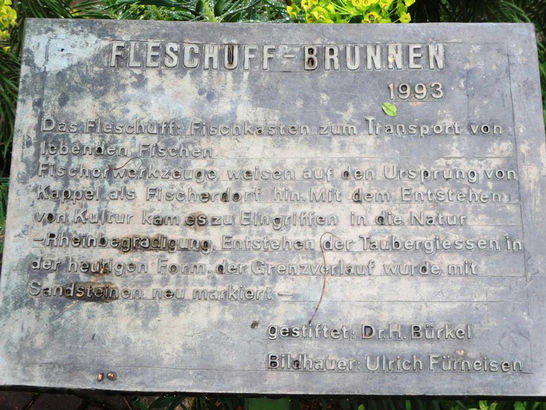 FLESCHUFF-BRUNNEN
1993
Das Fleschuff: Fischkasten zum Transport von
lebenden Fischen
Fischerwerkzeuge weisen auf den Ursprung von
Kappel als Fischerdorf hin. Mit dem Entstehen
von Kultur kam es zu Eingriffen in die Natur
-Rheinbegradigung, Entstehen der Taubergiessen in
der heutigen Form, der Grenzverlauf wurde mit
Sandsteinen neu markiert -
gestiftet: Dr.H. Bürkel
Bildhauer: Ulrich Fürneisen